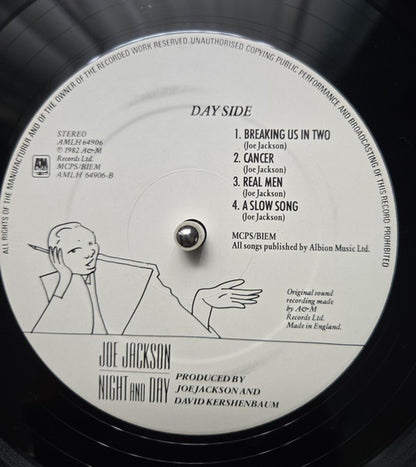 ALL RIGHTS OF THE MANUFACTURER AND OF THE OWNER OF THE RECORDED WORK RESERVED. UNAUTHORISED COPYING PUBLIC PERFORMANCE AND BROADCASTING OF THIS RECORD PROHIBITED
DAY SIDE
STEREO
AMLH 64906
℗ 1982 A&M
Records Ltd.
MCPS/BIEM
AMLH 64906-B
A&M
1. BREAKING US IN TWO
(Joe Jackson)
2. CANCER
(Joe Jackson)
3. REAL MEN
(Joe Jackson)
4. A SLOW SONG
(Joe Jackson)
MCPS/BIEM
All songs published by Albion Music Ltd.
Original sound
recording made
by A&M
Records Ltd.
Made in England.
JOE JACKSON
NIGHT AND DAY
PRODUCED BY
JOE JACKSON AND
DAVID KERSHENBAUM